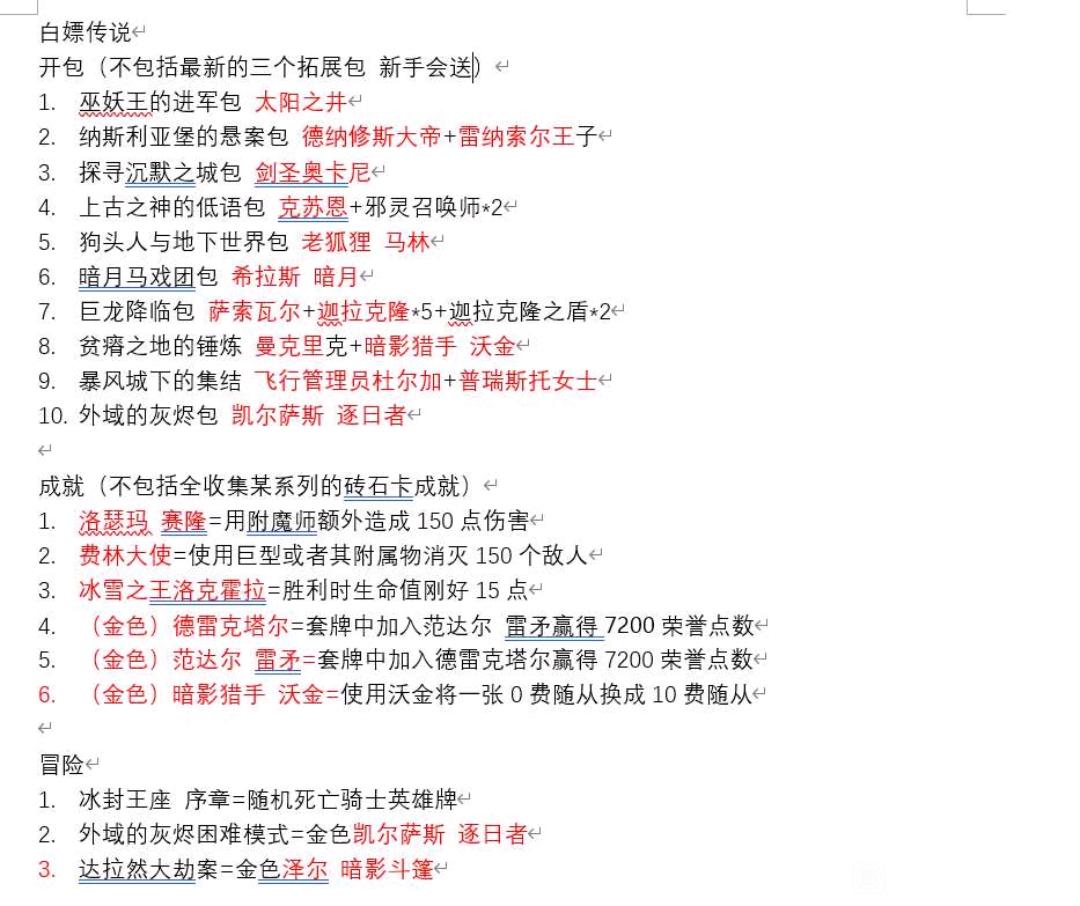 白嫖传说
开包（不包括最新的三个拓展包 新手会送）
1. 巫妖王的进军包 太阳之井
2. 纳斯利亚堡的悬案包 德纳修斯大帝+雷纳索尔王子
3. 探寻沉默之城包 剑圣奥卡尼
4. 上古之神的低语包 克苏恩+邪灵召唤师*2
5. 狗头人与地下世界包 老狐狸 马林
6. 暗月马戏团包 希拉斯 暗月
7. 巨龙降临包 萨索瓦尔+迦拉克隆*5+迦拉克隆之盾*2
8. 贫瘠之地的锤炼 曼克里克+暗影猎手 沃金
9. 暴风城下的集结 飞行管理员杜尔加+普瑞斯托女士
10. 外域的灰烬包 凯尔萨斯 逐日者
成就（不包括全收集某系列的砖石卡成就）
1. 洛瑟玛 赛隆=用附魔师额外造成 150 点伤害
2. 费林大使=使用巨型或者其附属物消灭 150 个敌人
3. 冰雪之王洛克霍拉=胜利时生命值刚好 15 点
4. （金色）德雷克塔尔=套牌中加入范达尔 雷矛赢得 7200 荣誉点数
5. （金色）范达尔 雷矛=套牌中加入德雷克塔尔赢得 7200 荣誉点数
6. （金色）暗影猎手 沃金=使用沃金将一张 0 费随从换成 10 费随从
冒险
1. 冰封王座 序章=随机死亡骑士英雄牌
2. 外域的灰烬困难模式=金色凯尔萨斯 逐日者
3. 达拉然大劫案=金色泽尔 暗影斗篷